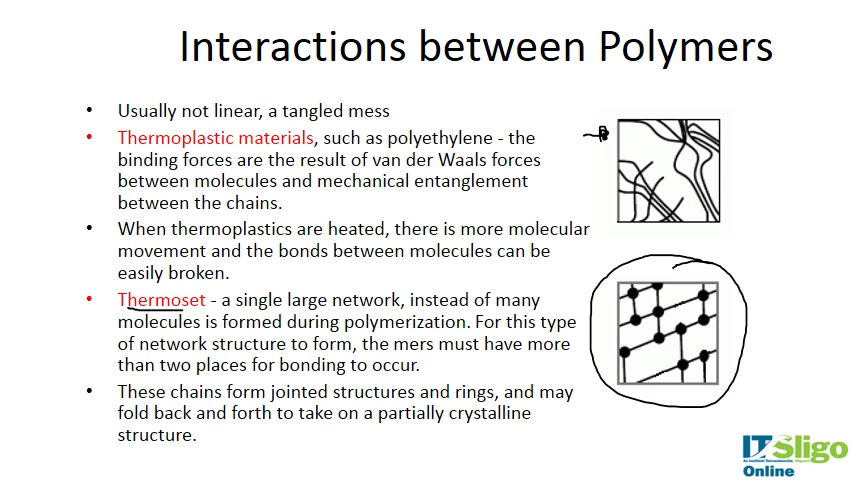 Interactions between Polymers
• Usually not linear, a tangled mess
• Thermoplastic materials, such as polyethylene - the
binding forces are the result of van der Waals forces
between molecules and mechanical entanglement
between the chains.
• When thermoplastics are heated, there is more molecular
movement and the bonds between molecules can be
easily broken.
• Thermoset - a single large network, instead of many
molecules is formed during polymerization. For this type
of network structure to form, the mers must have more
than two places for bonding to occur.
• These chains form jointed structures and rings, and may
fold back and forth to take on a partially crystalline
structure.
IT Sligo
Online